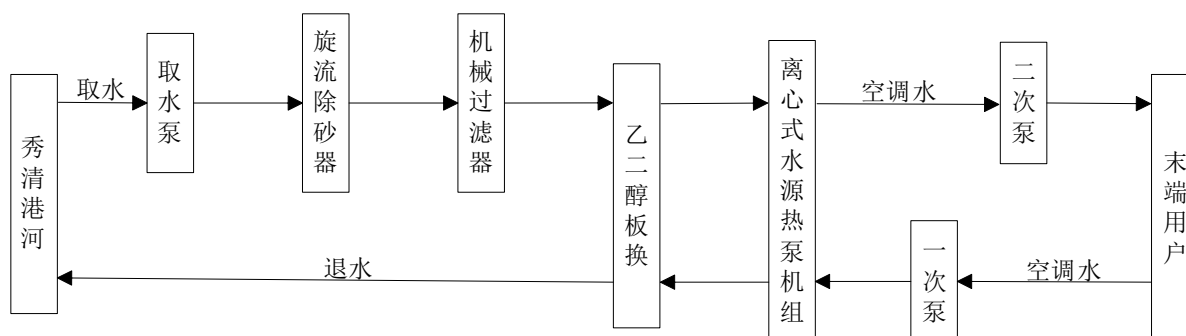 秀清港河
取水
取水泵
旋流除砂器
机械过滤器
乙二醇板换
离心式水源热泵机组
空调水
二次泵
末端用户
空调水
一次泵
退水